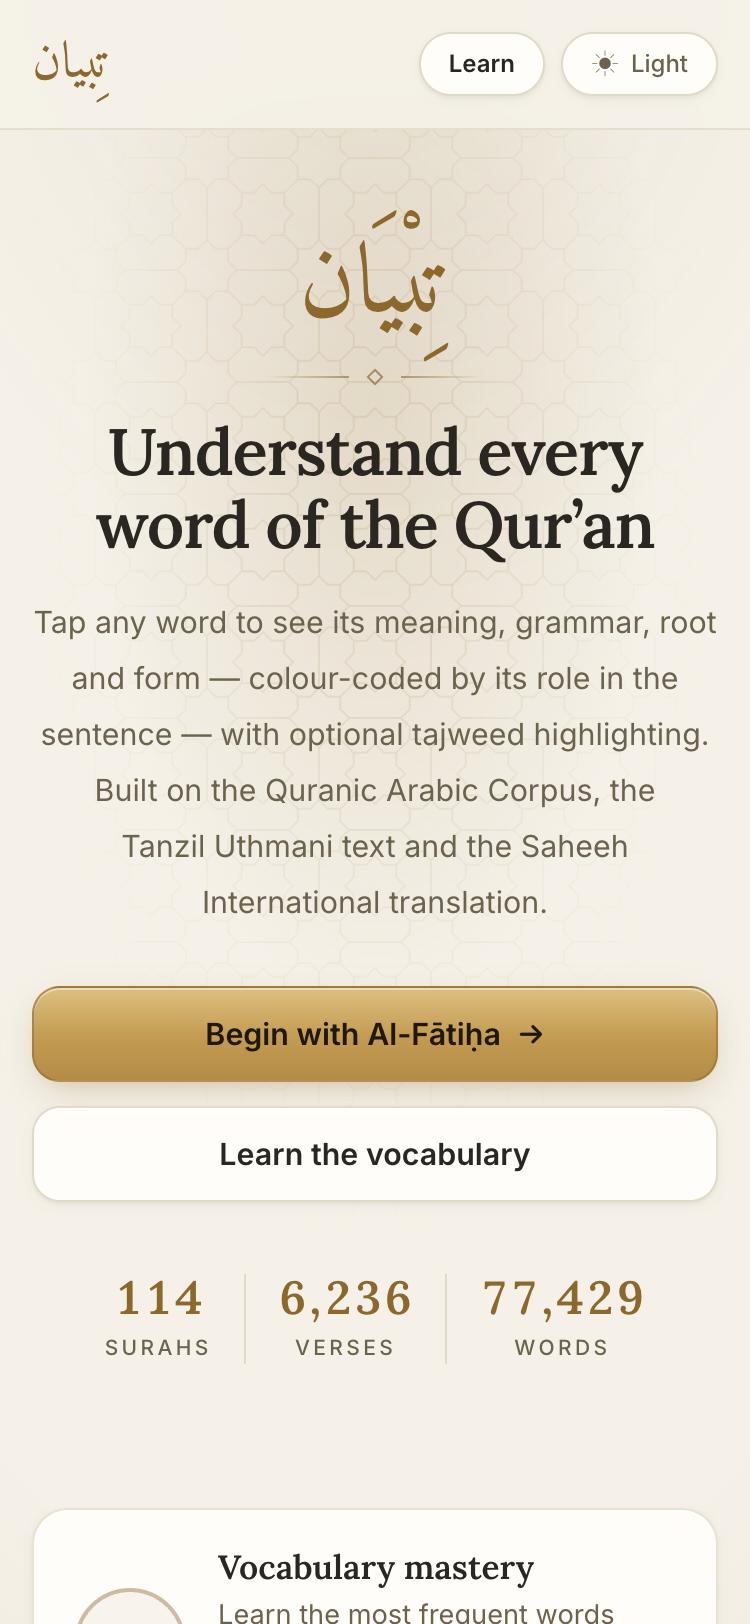 تِبيان
Learn
Light
تِبْيَان
Understand every
word of the Qur’an
Tap any word to see its meaning, grammar, root
and form — colour-coded by its role in the
sentence — with optional tajweed highlighting.
Built on the Quranic Arabic Corpus, the
Tanzil Uthmani text and the Saheeh
International translation.
Begin with Al-Fātiḥa →
Learn the vocabulary
114 6,236 77,429
SURAHS VERSES WORDS
Vocabulary mastery
Learn the most frequent words